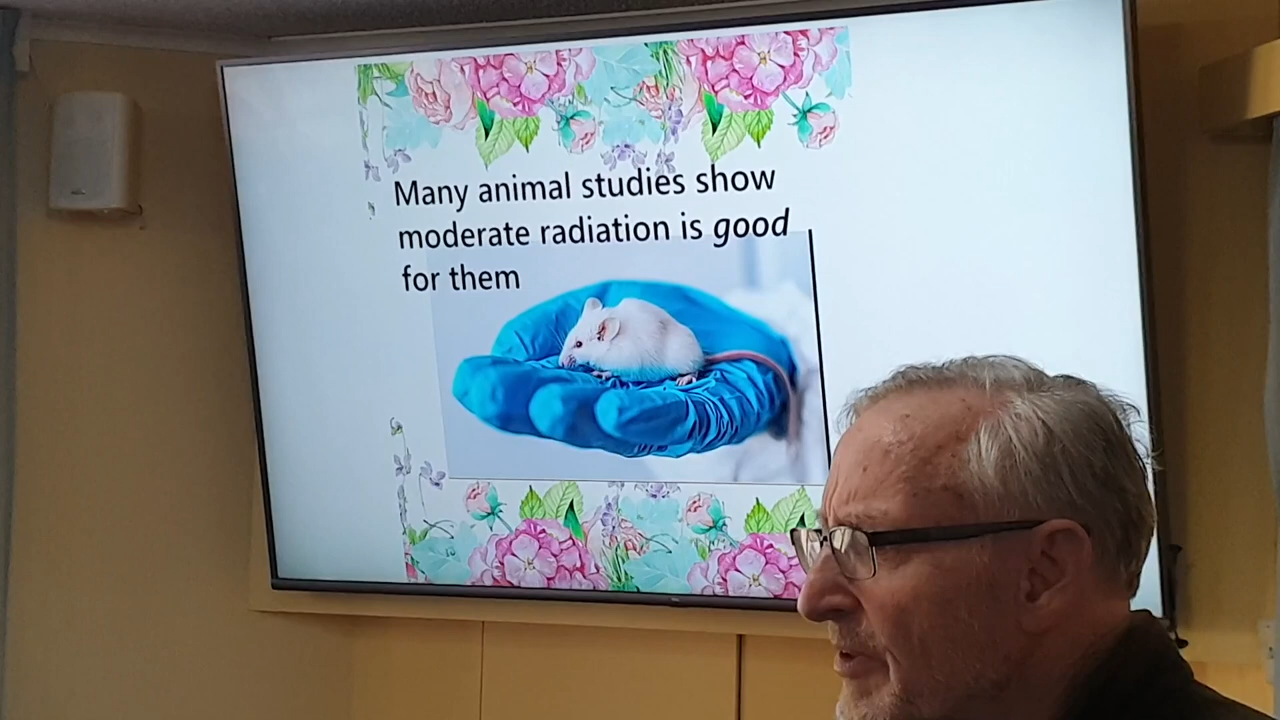 Many animal studies show
moderate radiation is good
for them